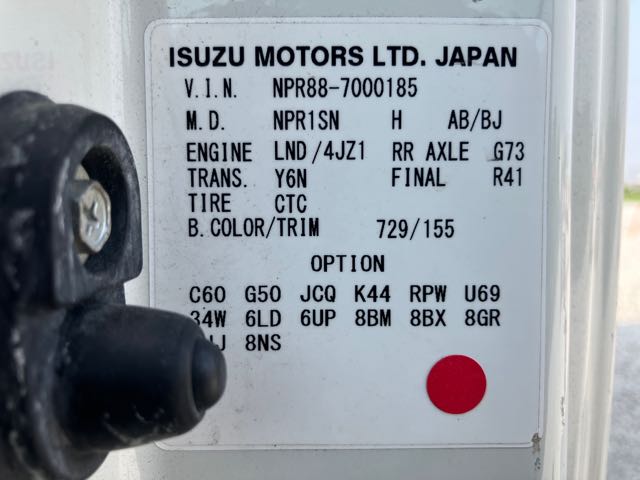 ISUZU MOTORS LTD. JAPAN
V.I.N. NPR88-7000185
M.D. NPR1SN H AB/BJ
ENGINE LND/4JZ1 RR AXLE G73
TRANS. Y6N FINAL R41
TIRE CTC
B.COLOR/TRIM 729/155
OPTION
C60 G50 JCQ K44 RPW U69
34W 6LD 6UP 8BM 8BX 8GR
8NS